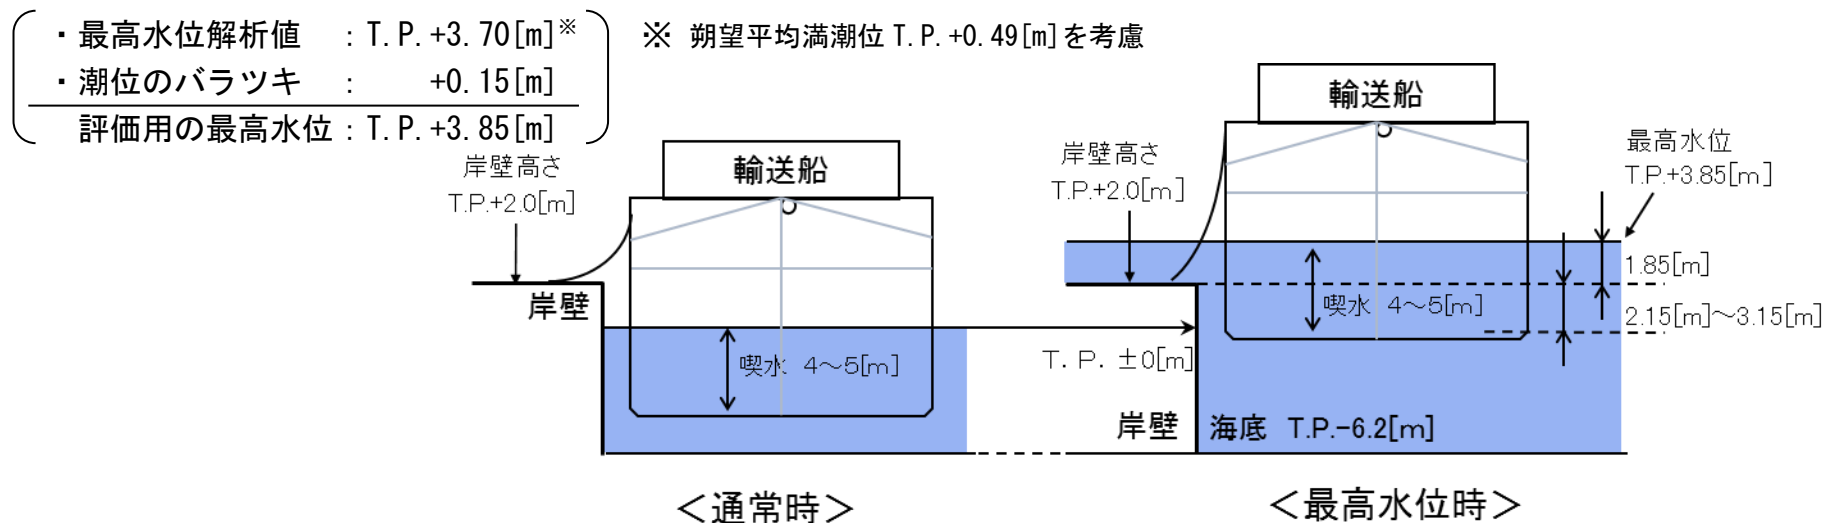 ・最高水位解析値 : T.P.+3.70[m]※
・潮位のバラツキ : +0.15[m]
評価用の最高水位 : T.P.+3.85[m]
※ 朔望平均満潮位 T.P.+0.49[m]を考慮
岸壁高さ
T.P.+2.0[m]
輸送船
岸壁
喫水 4～5[m]
T.P.±0[m]
＜通常時＞
岸壁高さ
T.P.+2.0[m]
輸送船
最高水位
T.P.+3.85[m]
1.85[m]
喫水 4～5[m]
2.15[m]～3.15[m]
岸壁
海底 T.P.-6.2[m]
＜最高水位時＞